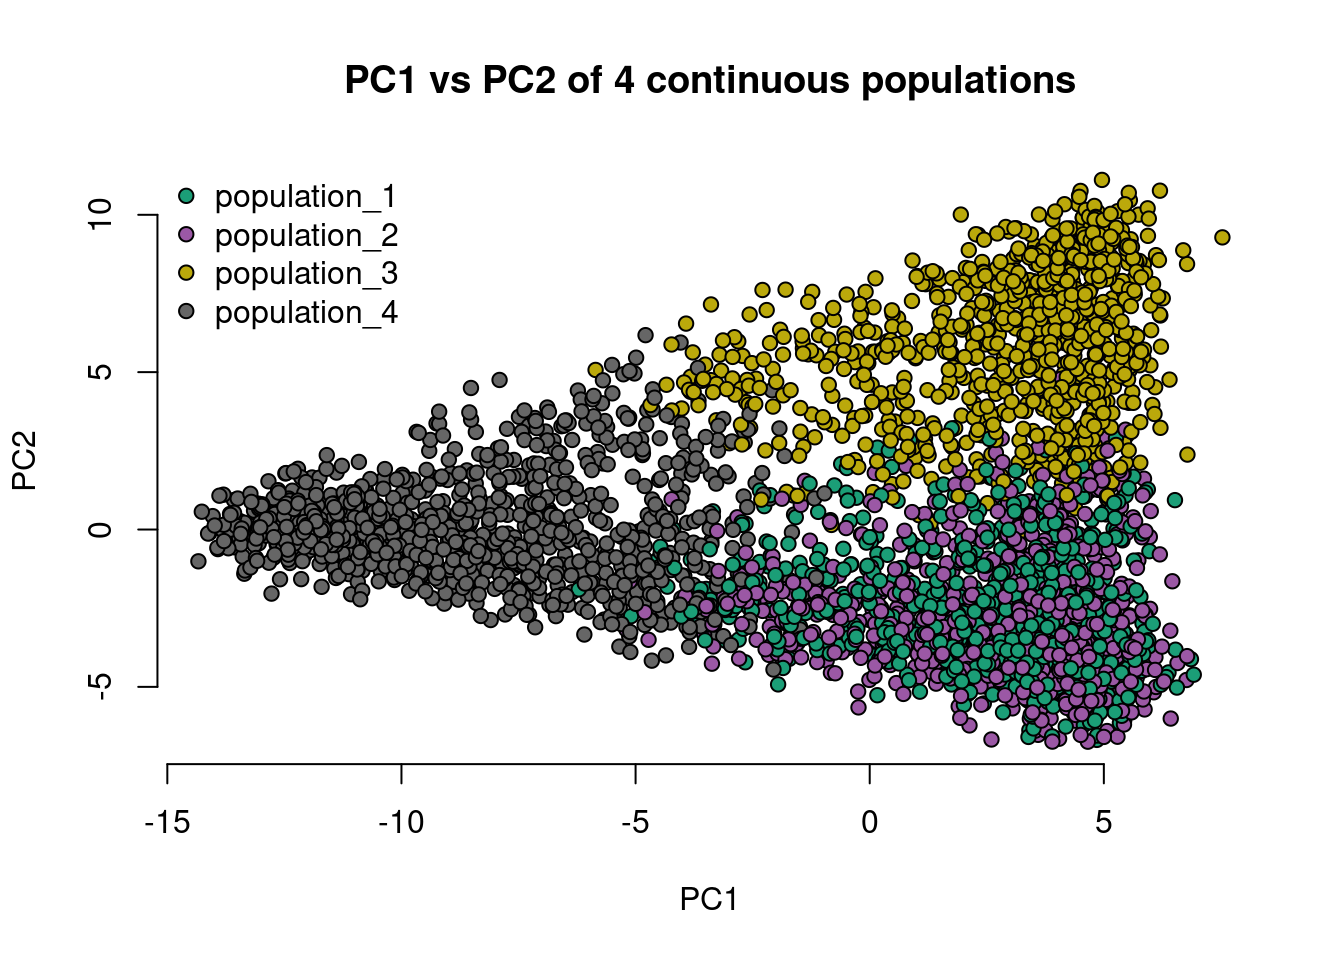 PC1 vs PC2 of 4 continuous populations
population_1
population_2
population_3
population_4
10
5
0
-5
PC2
-15 -10 -5 0 5
PC1